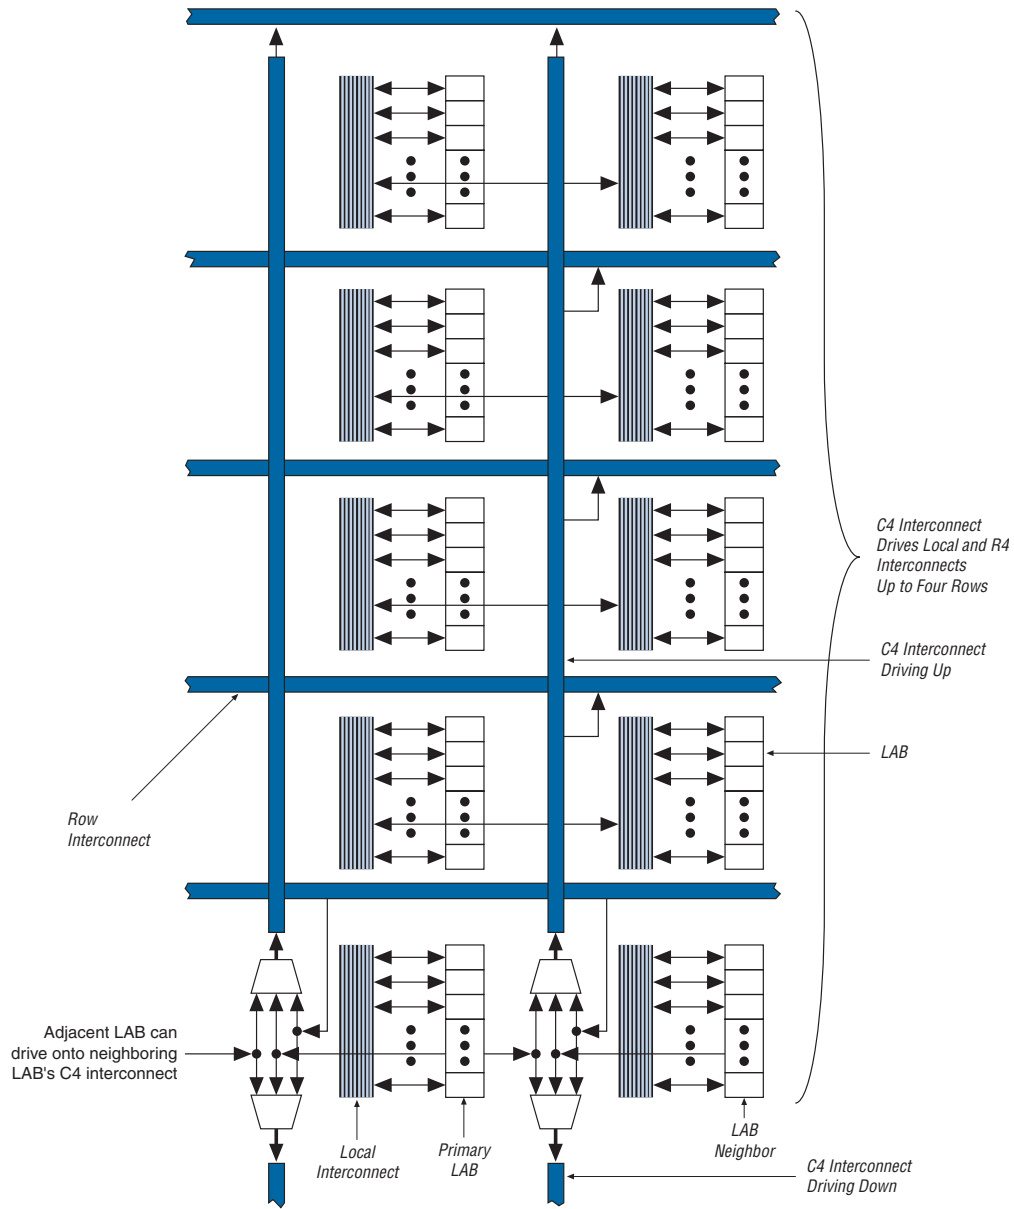 C4 Interconnect
Drives Local and R4
Interconnects
Up to Four Rows
C4 Interconnect
Driving Up
LAB
Row
Interconnect
Adjacent LAB can
drive onto neighboring
LAB's C4 interconnect
Local
Interconnect
Primary
LAB
LAB
Neighbor
C4 Interconnect
Driving Down